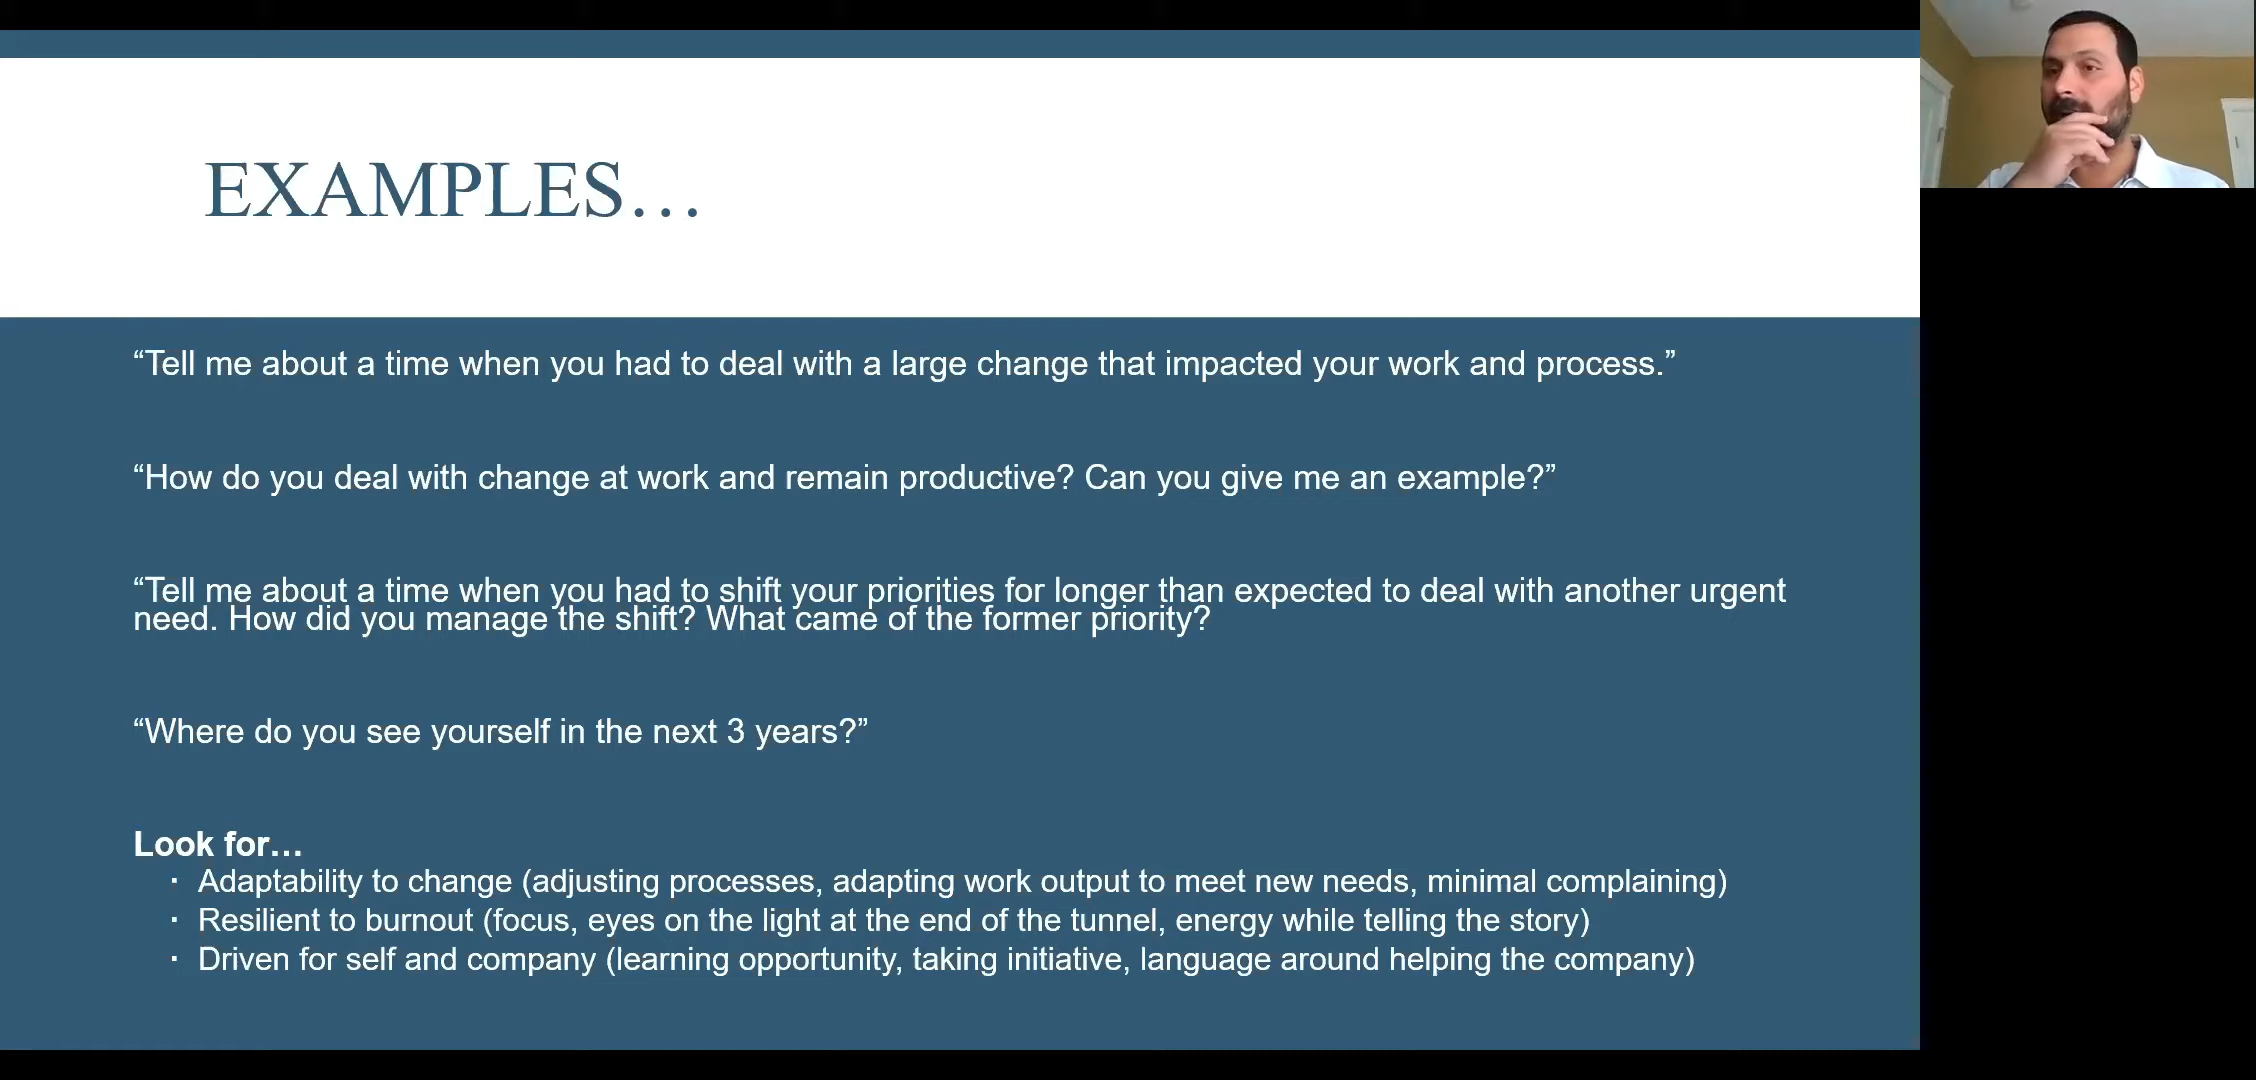 EXAMPLES…
“Tell me about a time when you had to deal with a large change that impacted your work and process.”
“How do you deal with change at work and remain productive? Can you give me an example?”
“Tell me about a time when you had to shift your priorities for longer than expected to deal with another urgent
need. How did you manage the shift? What came of the former priority?
“Where do you see yourself in the next 3 years?”
Look for…
· Adaptability to change (adjusting processes, adapting work output to meet new needs, minimal complaining)
· Resilient to burnout (focus, eyes on the light at the end of the tunnel, energy while telling the story)
· Driven for self and company (learning opportunity, taking initiative, language around helping the company)